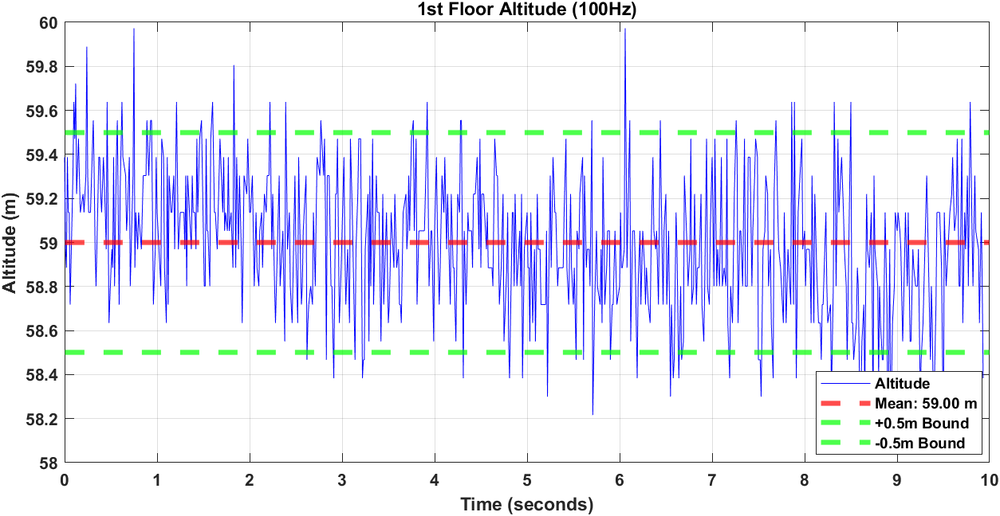 1st Floor Altitude (100Hz)
60
59.8
59.6
59.4
59.2
59
58.8
58.6
58.4
58.2
58
Altitude (m)
Altitude
Mean: 59.00 m
+0.5m Bound
-0.5m Bound
0 1 2 3 4 5 6 7 8 9 10
Time (seconds)